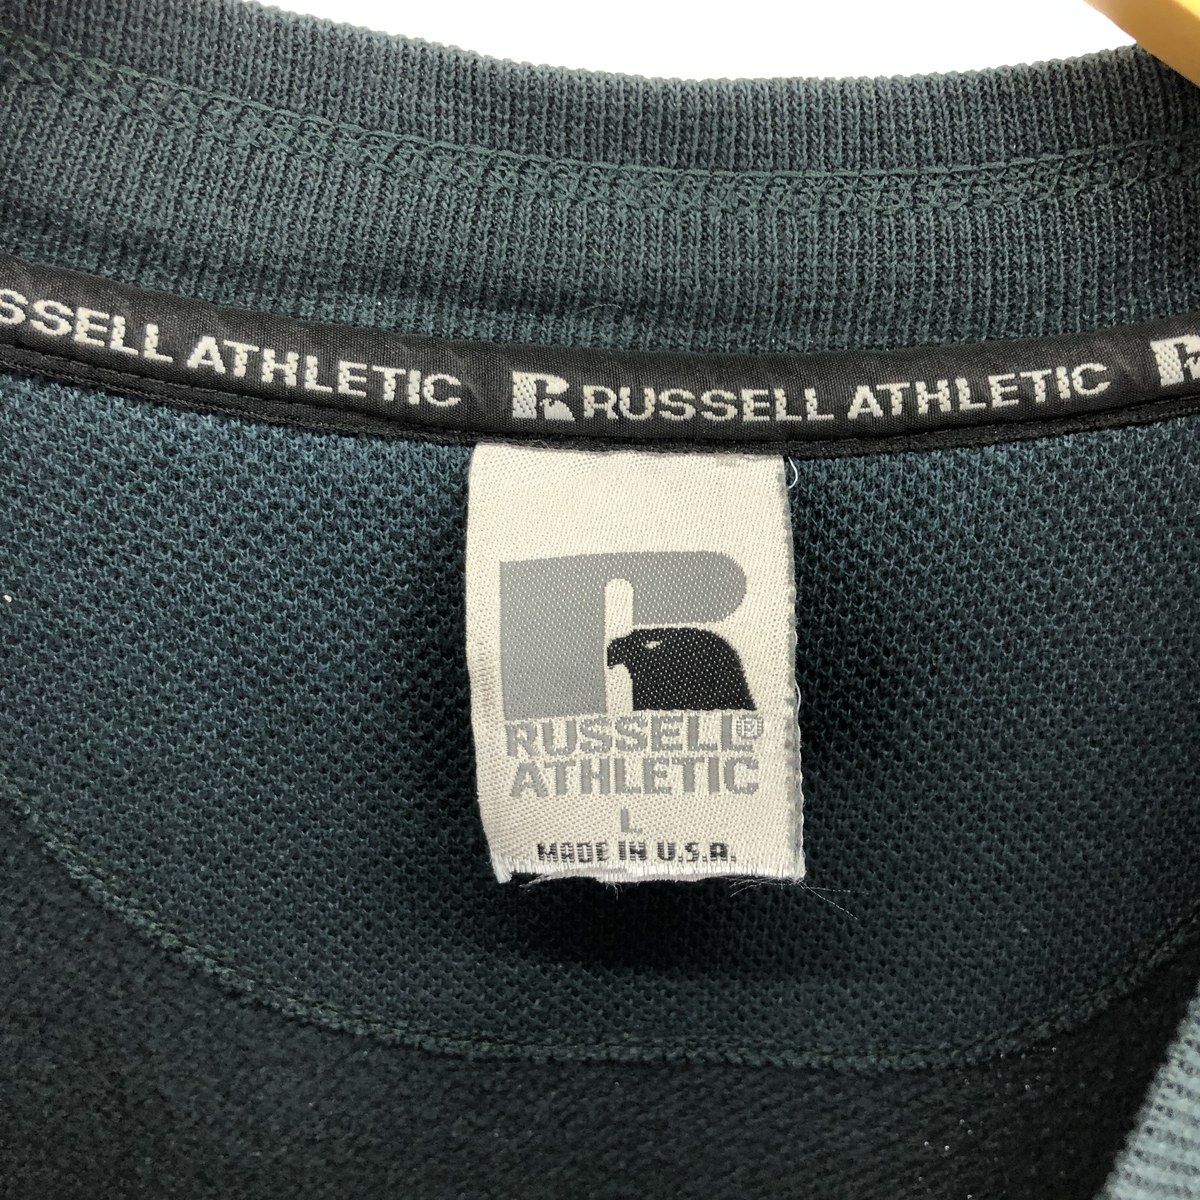 SSELL ATHLETIC R RUSSELL ATHLETIC R
R
RUSSELL®
ATHLETIC
L
MADE IN U.S.A.